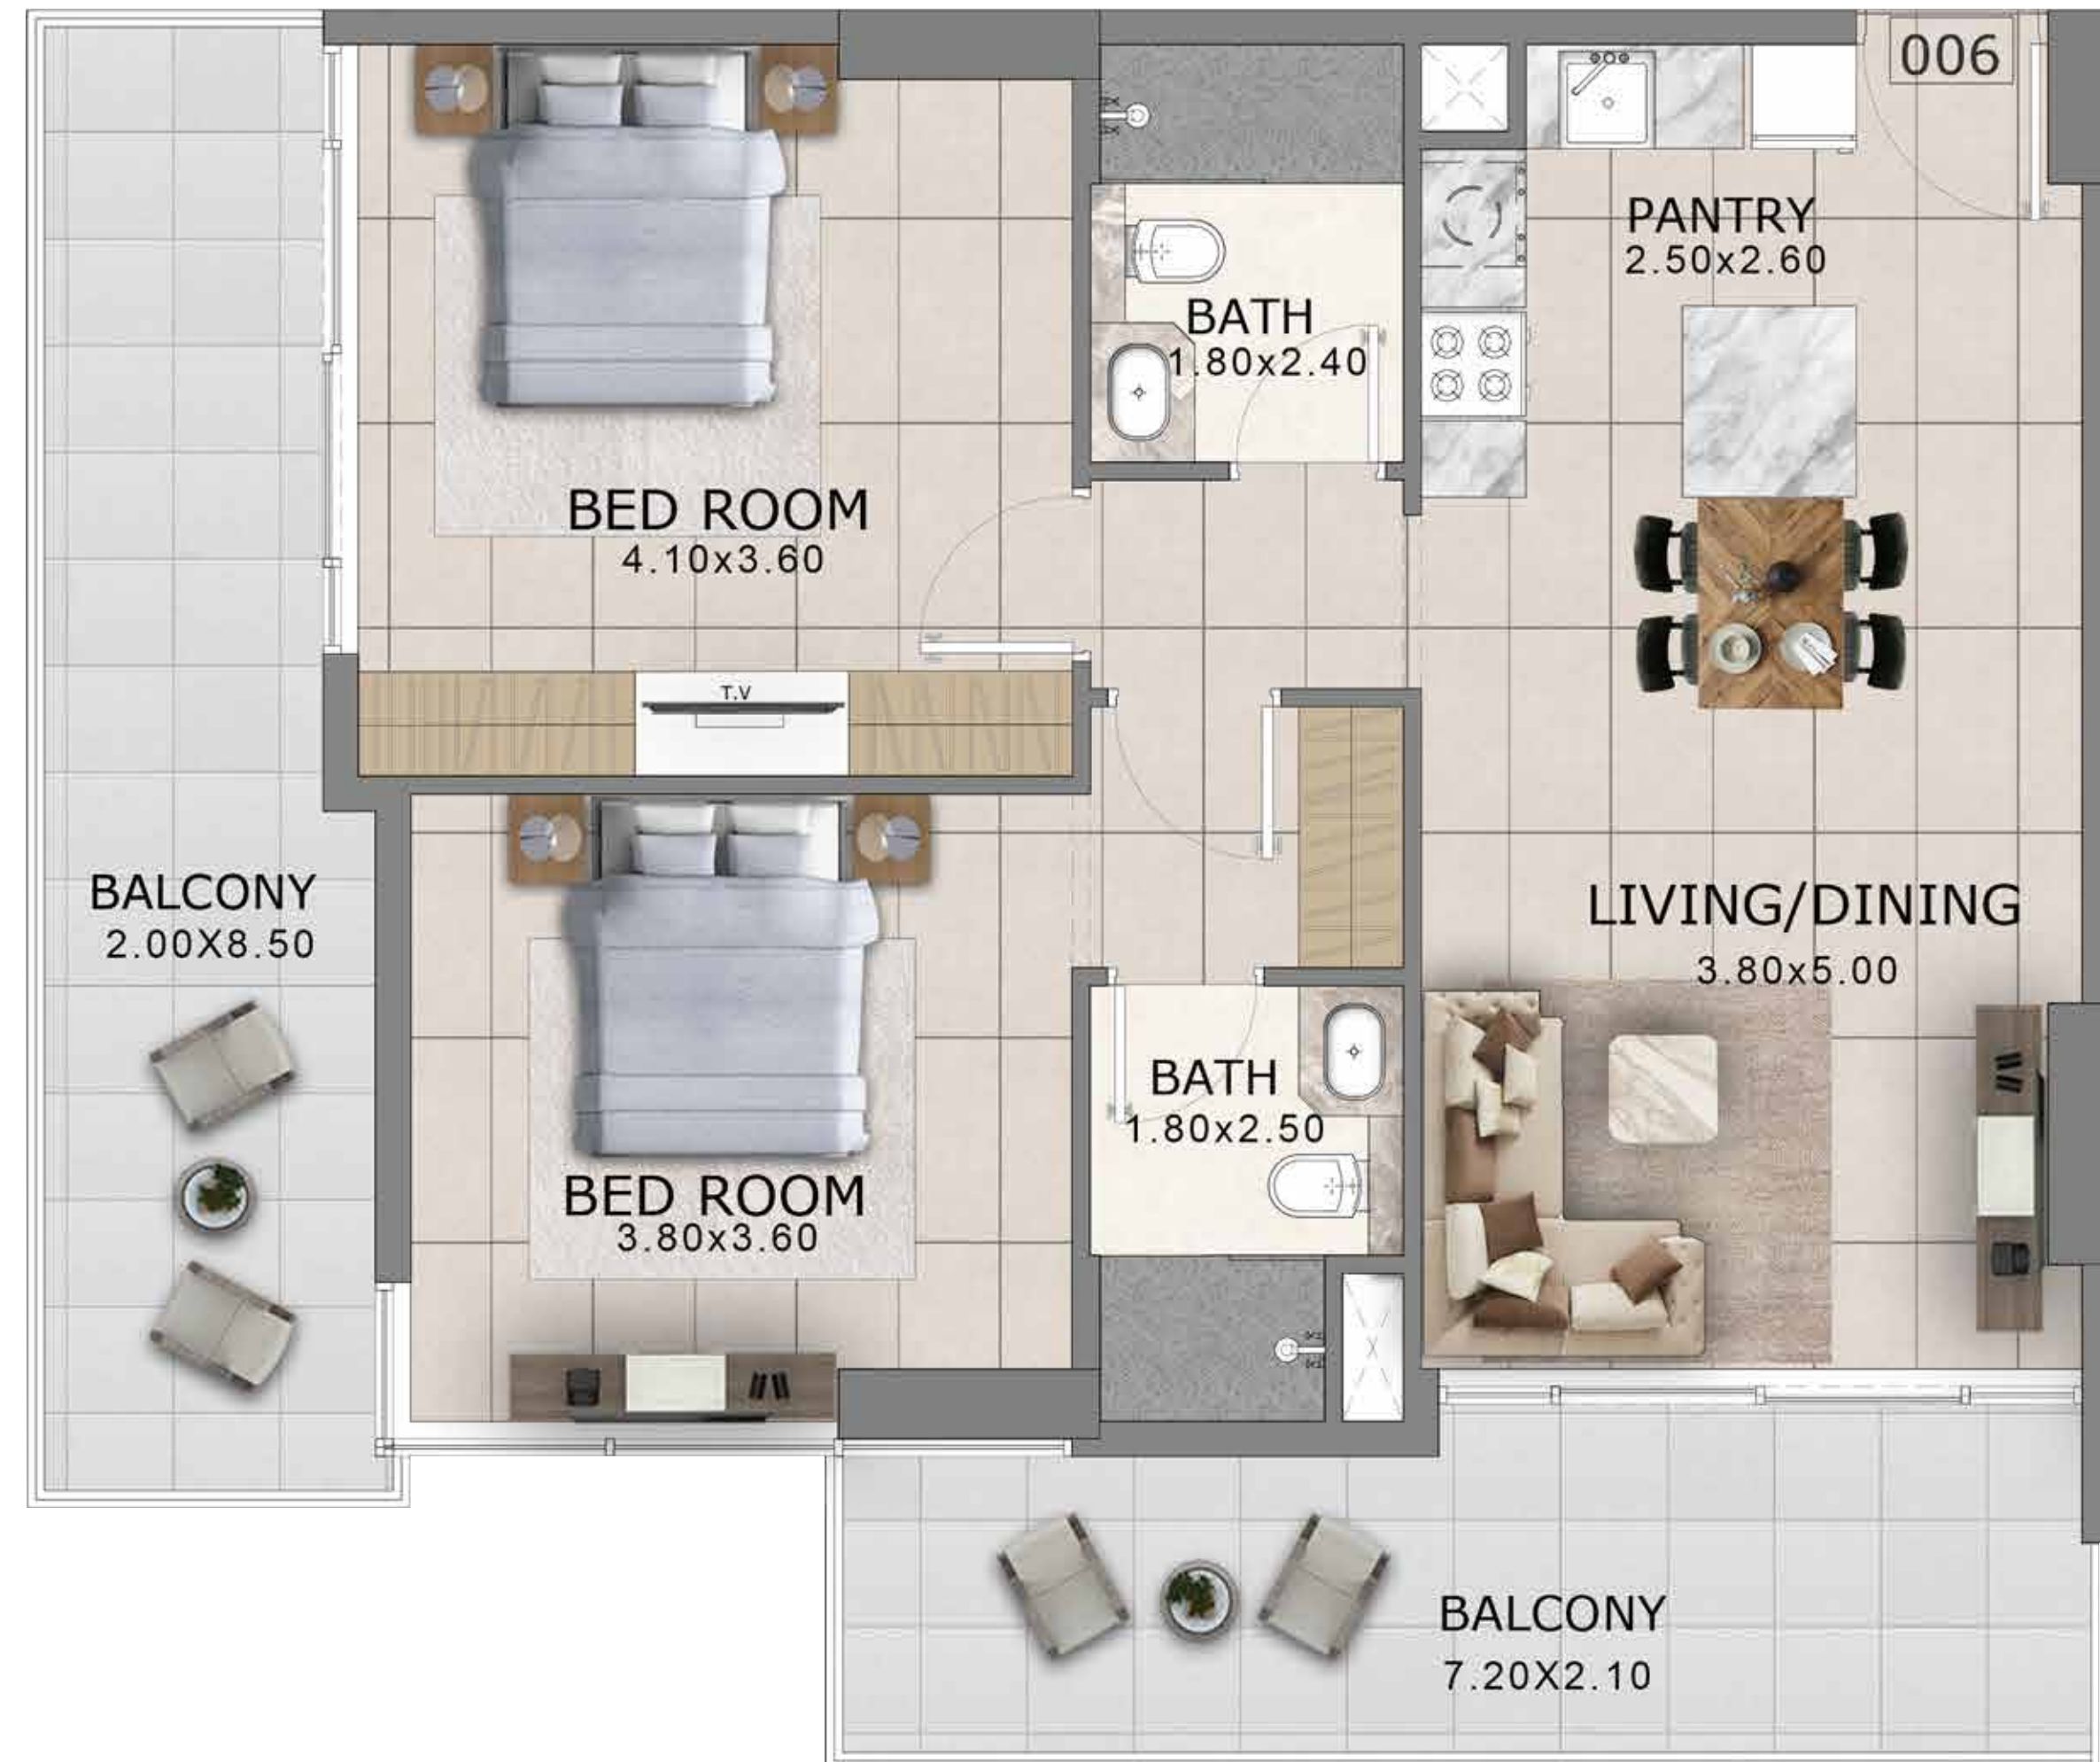 006
PANTRY
2.50x2.60
BATH
1.80x2.40
BED ROOM
4.10x3.60
T.V
BALCONY
2.00X8.50
LIVING/DINING
3.80x5.00
BATH
1.80x2.50
BED ROOM
3.80x3.60
BALCONY
7.20X2.10